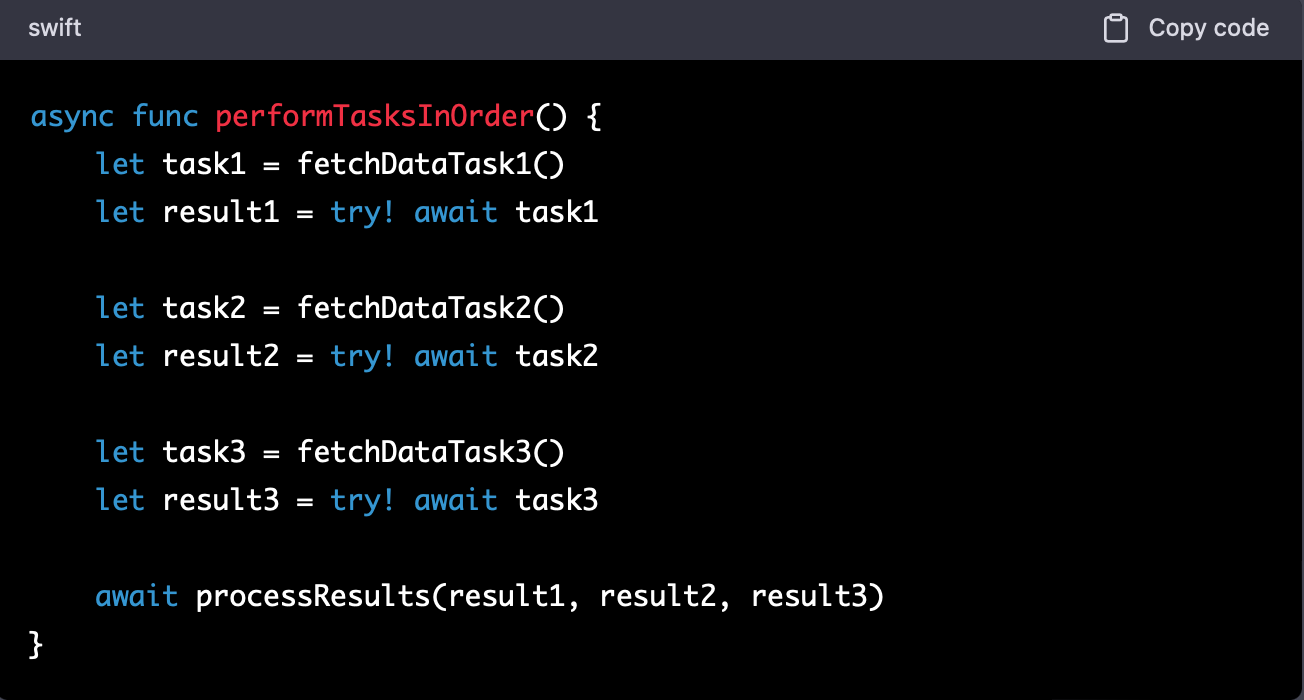 swift
Copy code
async func performTasksInOrder() {
    let task1 = fetchDataTask1()
    let result1 = try! await task1

    let task2 = fetchDataTask2()
    let result2 = try! await task2

    let task3 = fetchDataTask3()
    let result3 = try! await task3

    await processResults(result1, result2, result3)
}